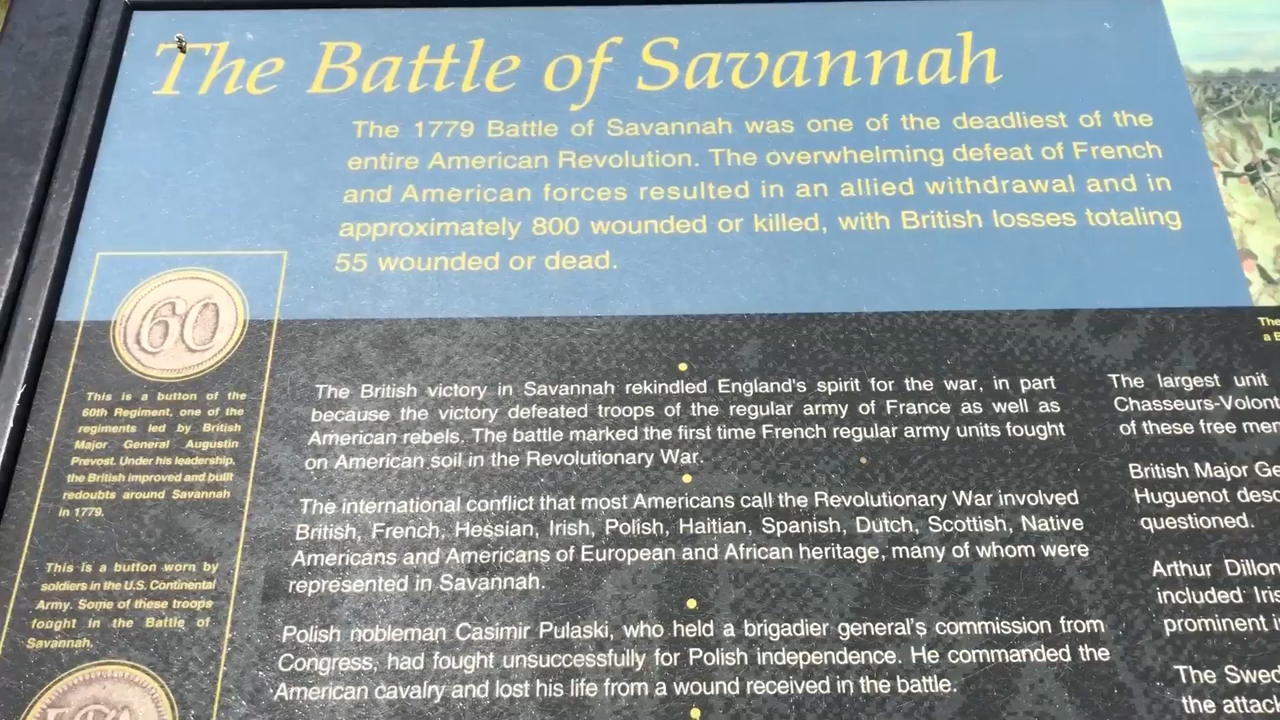 The Battle of Savannah
The 1779 Battle of Savannah was one of the deadliest of the
entire American Revolution. The overwhelming defeat of French
and American forces resulted in an allied withdrawal and in
approximately 800 wounded or killed, with British losses totaling
55 wounded or dead.
60
This is a button of the
60th Regiment, one of the
regiments led by British
Major General Augustin
Prevost. Under his leadership,
the British improved and built
redoubts around Savannah
in 1779.
This is a button worn by
soldiers in the U.S. Continental
Army. Some of these troops
fought in the Battle of
Savannah.
The British victory in Savannah rekindled England's spirit for the war, in part
because the victory defeated troops of the regular army of France as well as
American rebels. The battle marked the first time French regular army units fought
on American soil in the Revolutionary War.
The international conflict that most Americans call the Revolutionary War involved
British, French, Hessian, Irish, Polish, Haitian, Spanish, Dutch, Scottish, Native
Americans and Americans of European and African heritage, many of whom were
represented in Savannah.
Polish nobleman Casimir Pulaski, who held a brigadier general's commission from
Congress, had fought unsuccessfully for Polish independence. He commanded the
American cavalry and lost his life from a wound received in the battle.
The
The largest unit
Chasseurs-Volont
of these free men
British Major Ge
Huguenot desc
questioned.
Arthur Dillon
included Iris
prominent i
The Swed
the attack